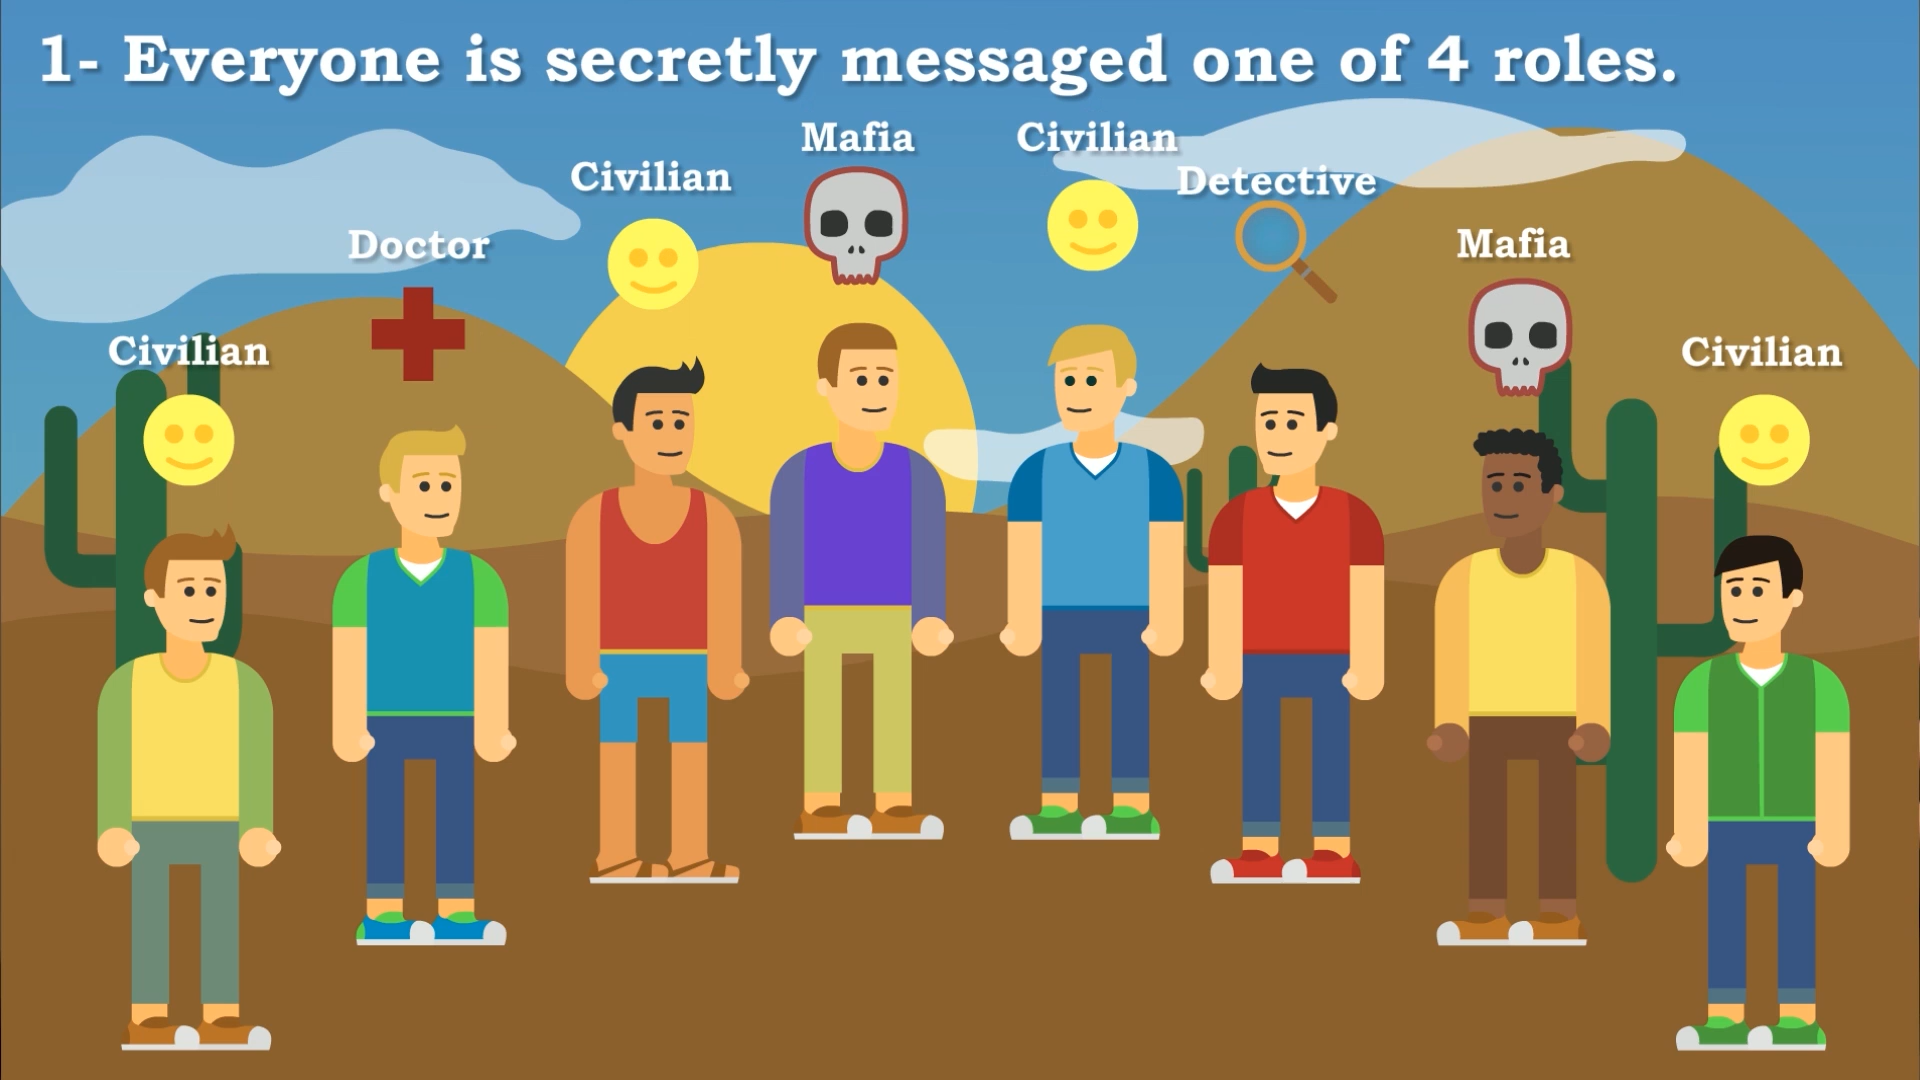 1- Everyone is secretly messaged one of 4 roles.
Civilian
Doctor
Civilian
Mafia
Civilian
Detective
Mafia
Civilian